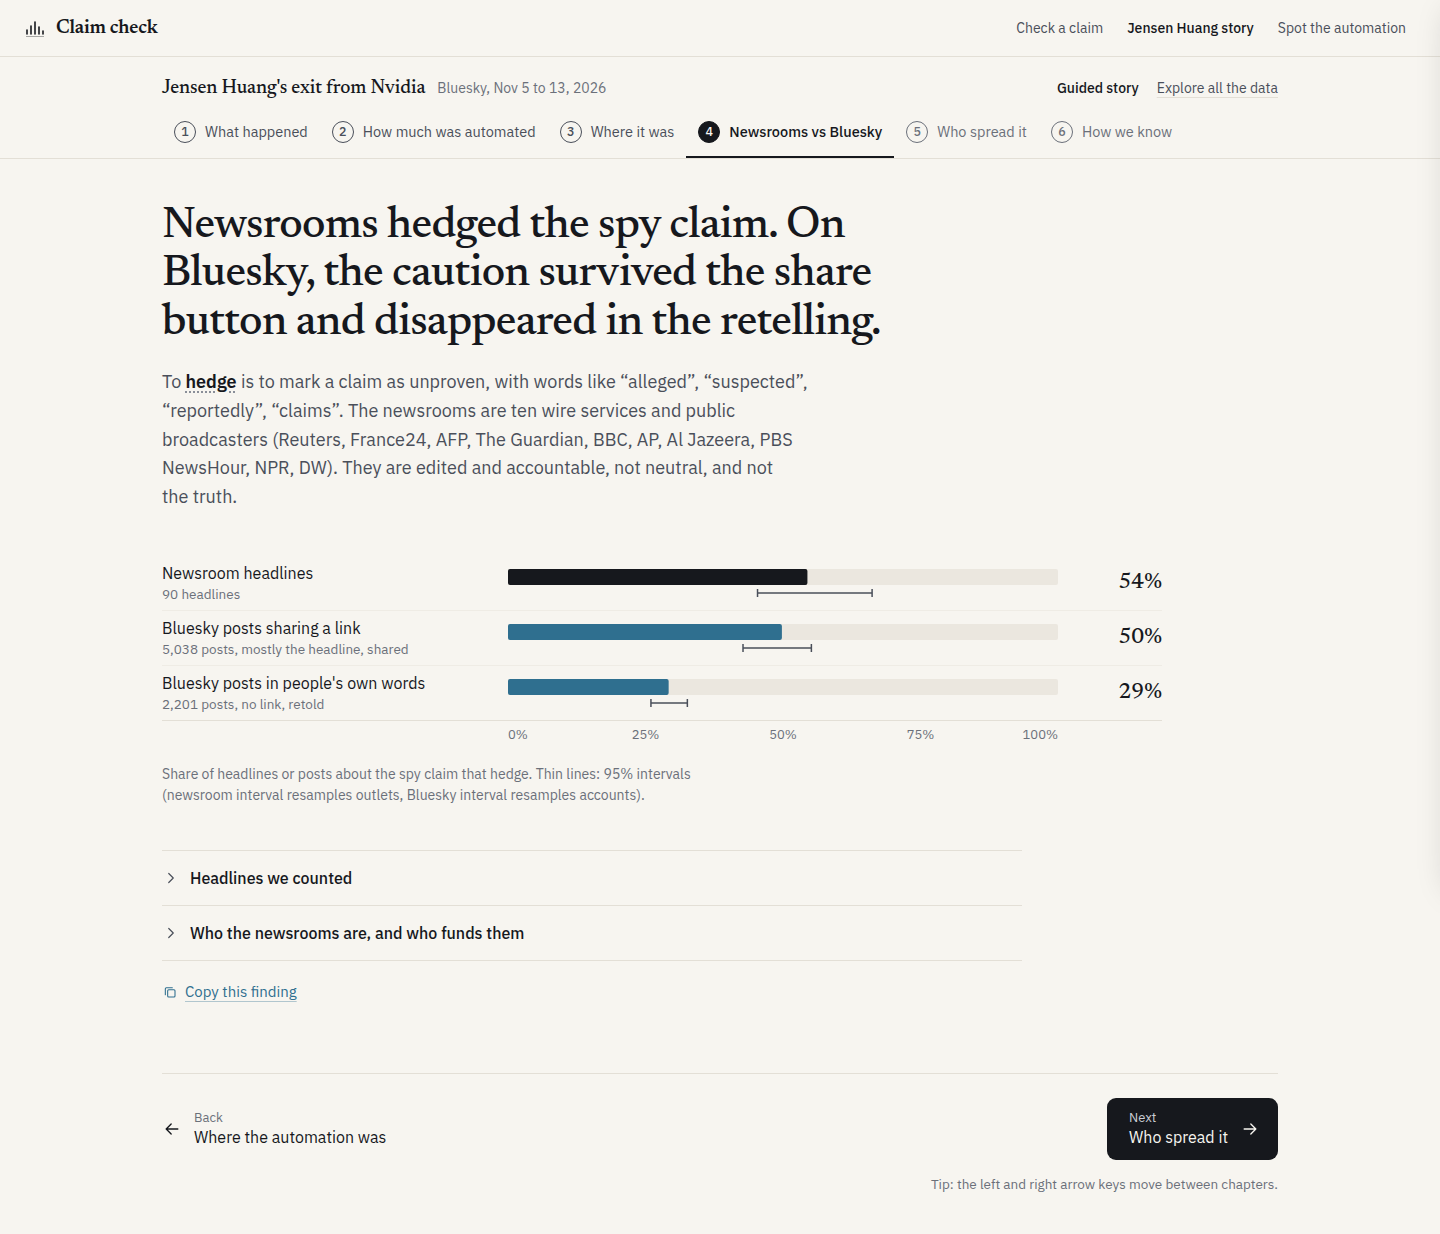 Claim check
Check a claim
Jensen Huang story
Spot the automation
Jensen Huang's exit from Nvidia
Bluesky, Nov 5 to 13, 2026
Guided story
Explore all the data
1 What happened
2 How much was automated
3 Where it was
4 Newsrooms vs Bluesky
5 Who spread it
6 How we know
Newsrooms hedged the spy claim. On
Bluesky, the caution survived the share
button and disappeared in the retelling.
To hedge is to mark a claim as unproven, with words like “alleged”, “suspected”,
“reportedly”, “claims”. The newsrooms are ten wire services and public
broadcasters (Reuters, France24, AFP, The Guardian, BBC, AP, Al Jazeera, PBS
NewsHour, NPR, DW). They are edited and accountable, not neutral, and not
the truth.
Newsroom headlines
90 headlines
54%
Bluesky posts sharing a link
5,038 posts, mostly the headline, shared
50%
Bluesky posts in people's own words
2,201 posts, no link, retold
29%
0% 25% 50% 75% 100%
Share of headlines or posts about the spy claim that hedge. Thin lines: 95% intervals
(newsroom interval resamples outlets, Bluesky interval resamples accounts).
Headlines we counted
Who the newsrooms are, and who funds them
Copy this finding
Back
Where the automation was
Next
Who spread it
Tip: the left and right arrow keys move between chapters.